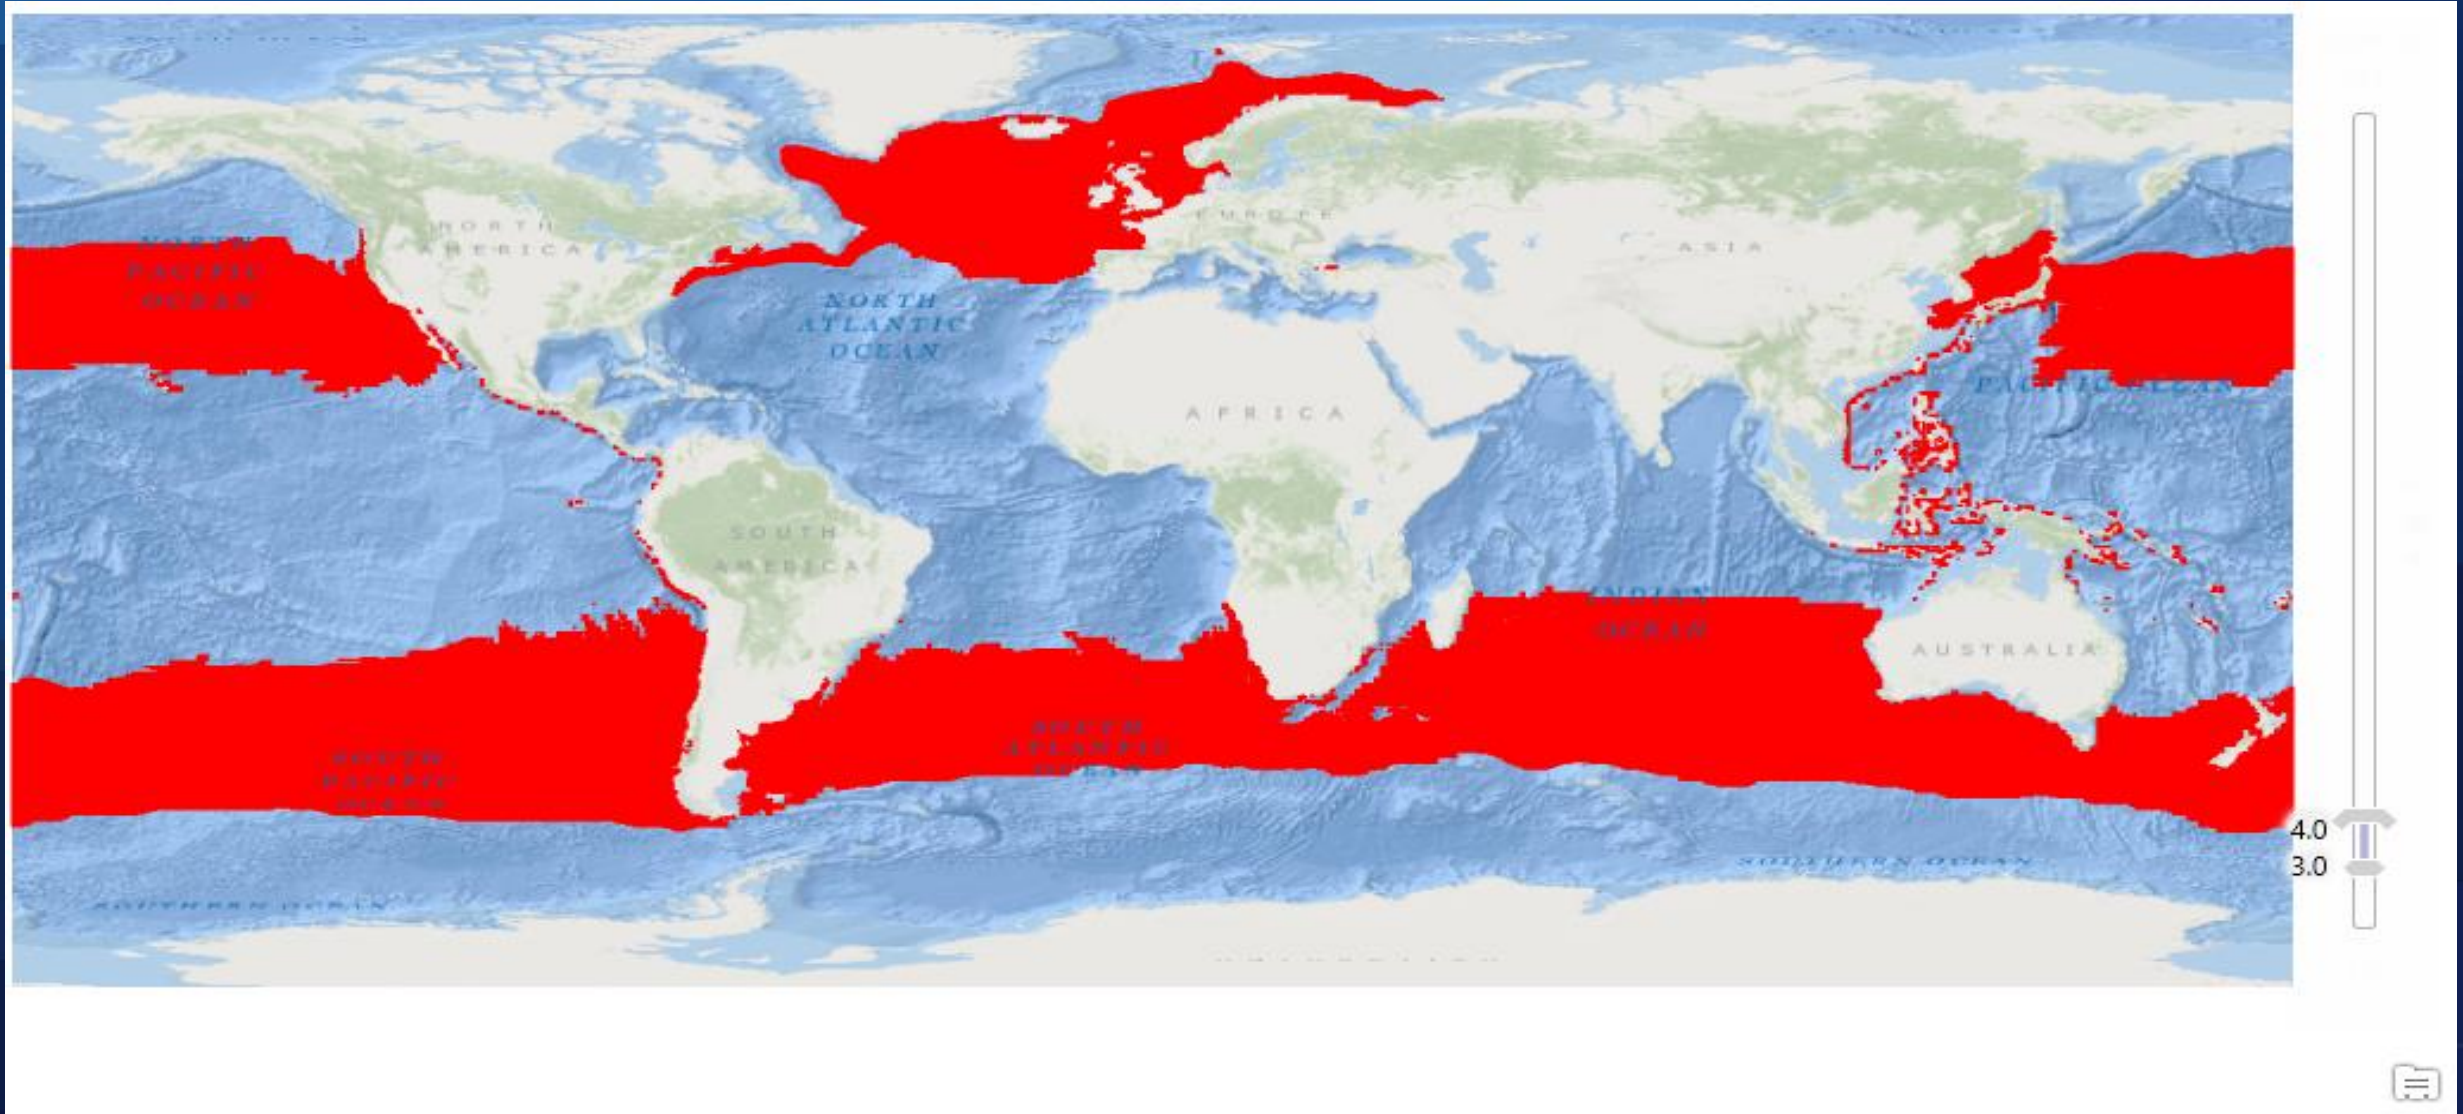 NORTH
PACIFIC
OCEAN
NORTH
AMERICA
EUROPE
ASIA
NORTH
ATLANTIC
OCEAN
PACIFIC OCEAN
AFRICA
SOUTH
AMERICA
INDIAN
OCEAN
AUSTRALIA
SOUTH
PACIFIC
OCEAN
SOUTH
ATLANTIC
OCEAN
4.0
3.0
SOUTHERN OCEAN
SOUTHERN OCEAN